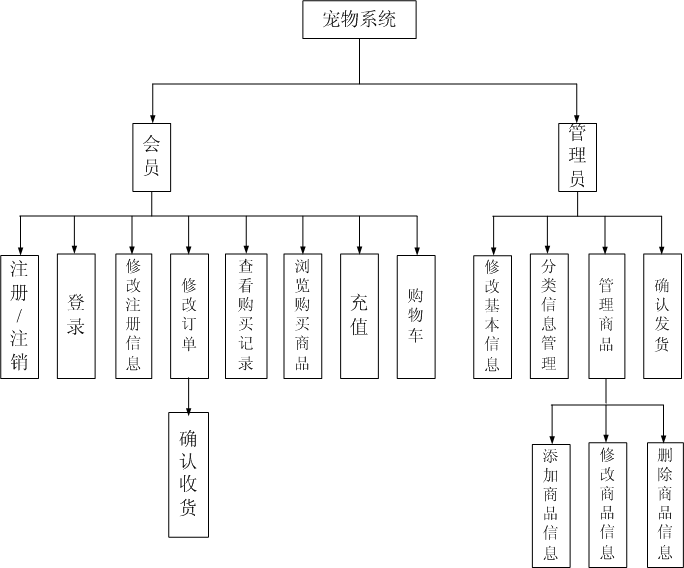 宠物系统
会员
管理员
注册/注销
登录
修改注册信息
修改订单
查看购买记录
浏览购买商品
充值
购物车
修改基本信息
分类信息管理
管理商品
确认发货
确认收货
添加商品信息
修改商品信息
删除商品信息